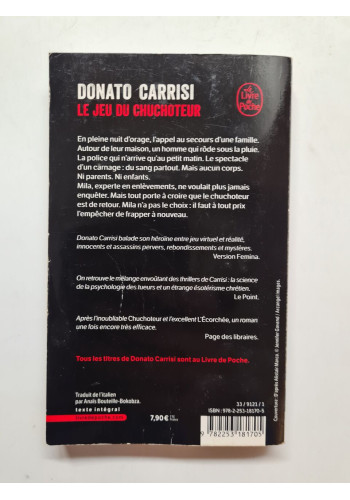 DONATO CARRISI
LE JEU DU CHUCHOTEUR
Le Livre de Poche
En pleine nuit d'orage, l'appel au secours d'une famille.
Autour de leur maison, un homme qui rôde sous la pluie.
La police qui n'arrive qu'au petit matin. Le spectacle
d'un carnage : du sang partout. Mais aucun corps.
Ni parents. Ni enfants.
Mila, experte en enlèvements, ne voulait plus jamais
enquêter. Mais tout porte à croire que le chuchoteur
est de retour. Mila n'a pas le choix : il faut à tout prix
l'empêcher de frapper à nouveau.
Donato Carrisi balade son héroïne entre jeu virtuel et réalité,
innocents et assassins pervers, rebondissements et mystères.
Version Femina.
On retrouve le mélange envoûtant des thrillers de Carrisi : la science
de la psychologie des tueurs et un étrange ésotérisme chrétien.
Le Point.
Après l'inoubliable Chuchoteur et l'excellent L'Écorchée, un roman
une fois encore très efficace.
Page des libraires.
Tous les titres de Donato Carrisi sont au Livre de Poche.
Traduit de l'italien
par Anaïs Bouteille-Bokobza.
texte intégral
7,90 €
33 / 9121 / 1
ISBN : 978-2-253-18170-5
9 782253 181705